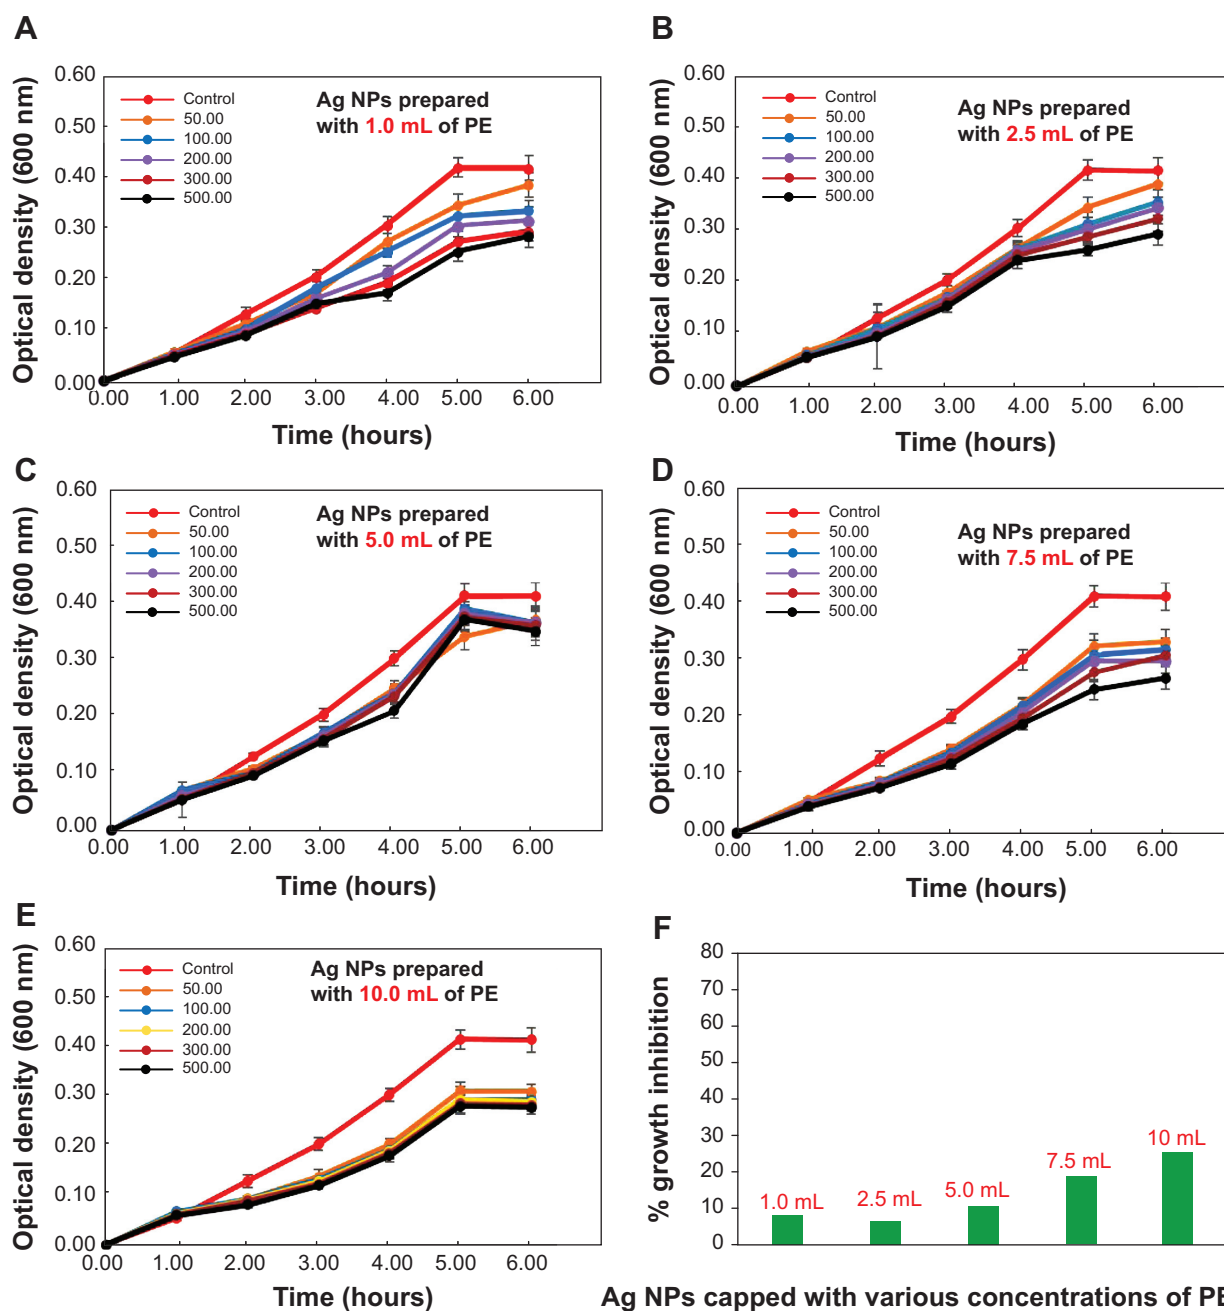 A
Optical density (600 nm)
0.60
0.50
0.40
0.30
0.20
0.10
0.00
Control
50.00
100.00
200.00
300.00
500.00
Ag NPs prepared
with 1.0 mL of PE
0.00 1.00 2.00 3.00 4.00 5.00 6.00
Time (hours)
B
Optical density (600 nm)
0.60
0.50
0.40
0.30
0.20
0.10
0.00
Control
50.00
100.00
200.00
300.00
500.00
Ag NPs prepared
with 2.5 mL of PE
0.00 1.00 2.00 3.00 4.00 5.00 6.00
Time (hours)
C
Optical density (600 nm)
0.60
0.50
0.40
0.30
0.20
0.10
0.00
Control
50.00
100.00
200.00
300.00
500.00
Ag NPs prepared
with 5.0 mL of PE
0.00 1.00 2.00 3.00 4.00 5.00 6.00
Time (hours)
D
Optical density (600 nm)
0.60
0.50
0.40
0.30
0.20
0.10
0.00
Control
50.00
100.00
200.00
300.00
500.00
Ag NPs prepared
with 7.5 mL of PE
0.00 1.00 2.00 3.00 4.00 5.00 6.00
Time (hours)
E
Optical density (600 nm)
0.60
0.50
0.40
0.30
0.20
0.10
0.00
Control
50.00
100.00
200.00
300.00
500.00
Ag NPs prepared
with 10.0 mL of PE
0.00 1.00 2.00 3.00 4.00 5.00 6.00
Time (hours)
F
% growth inhibition
80
70
60
50
40
30
20
10
0
1.0 mL
2.5 mL
5.0 mL
7.5 mL
10 mL
Ag NPs capped with various concentrations of PE